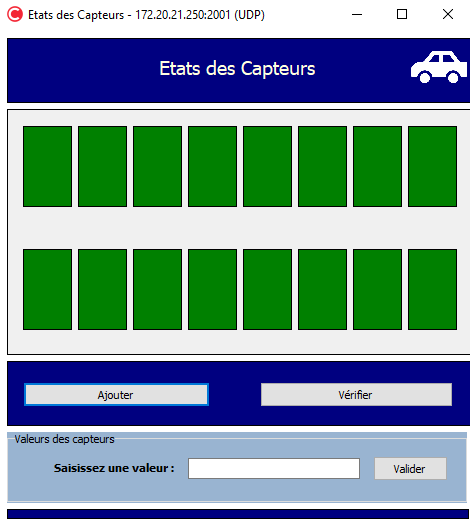 Etats des Capteurs - 172.20.21.250:2001 (UDP)
Etats des Capteurs
Ajouter
Vérifier
Valeurs des capteurs
Saisissez une valeur :
Valider